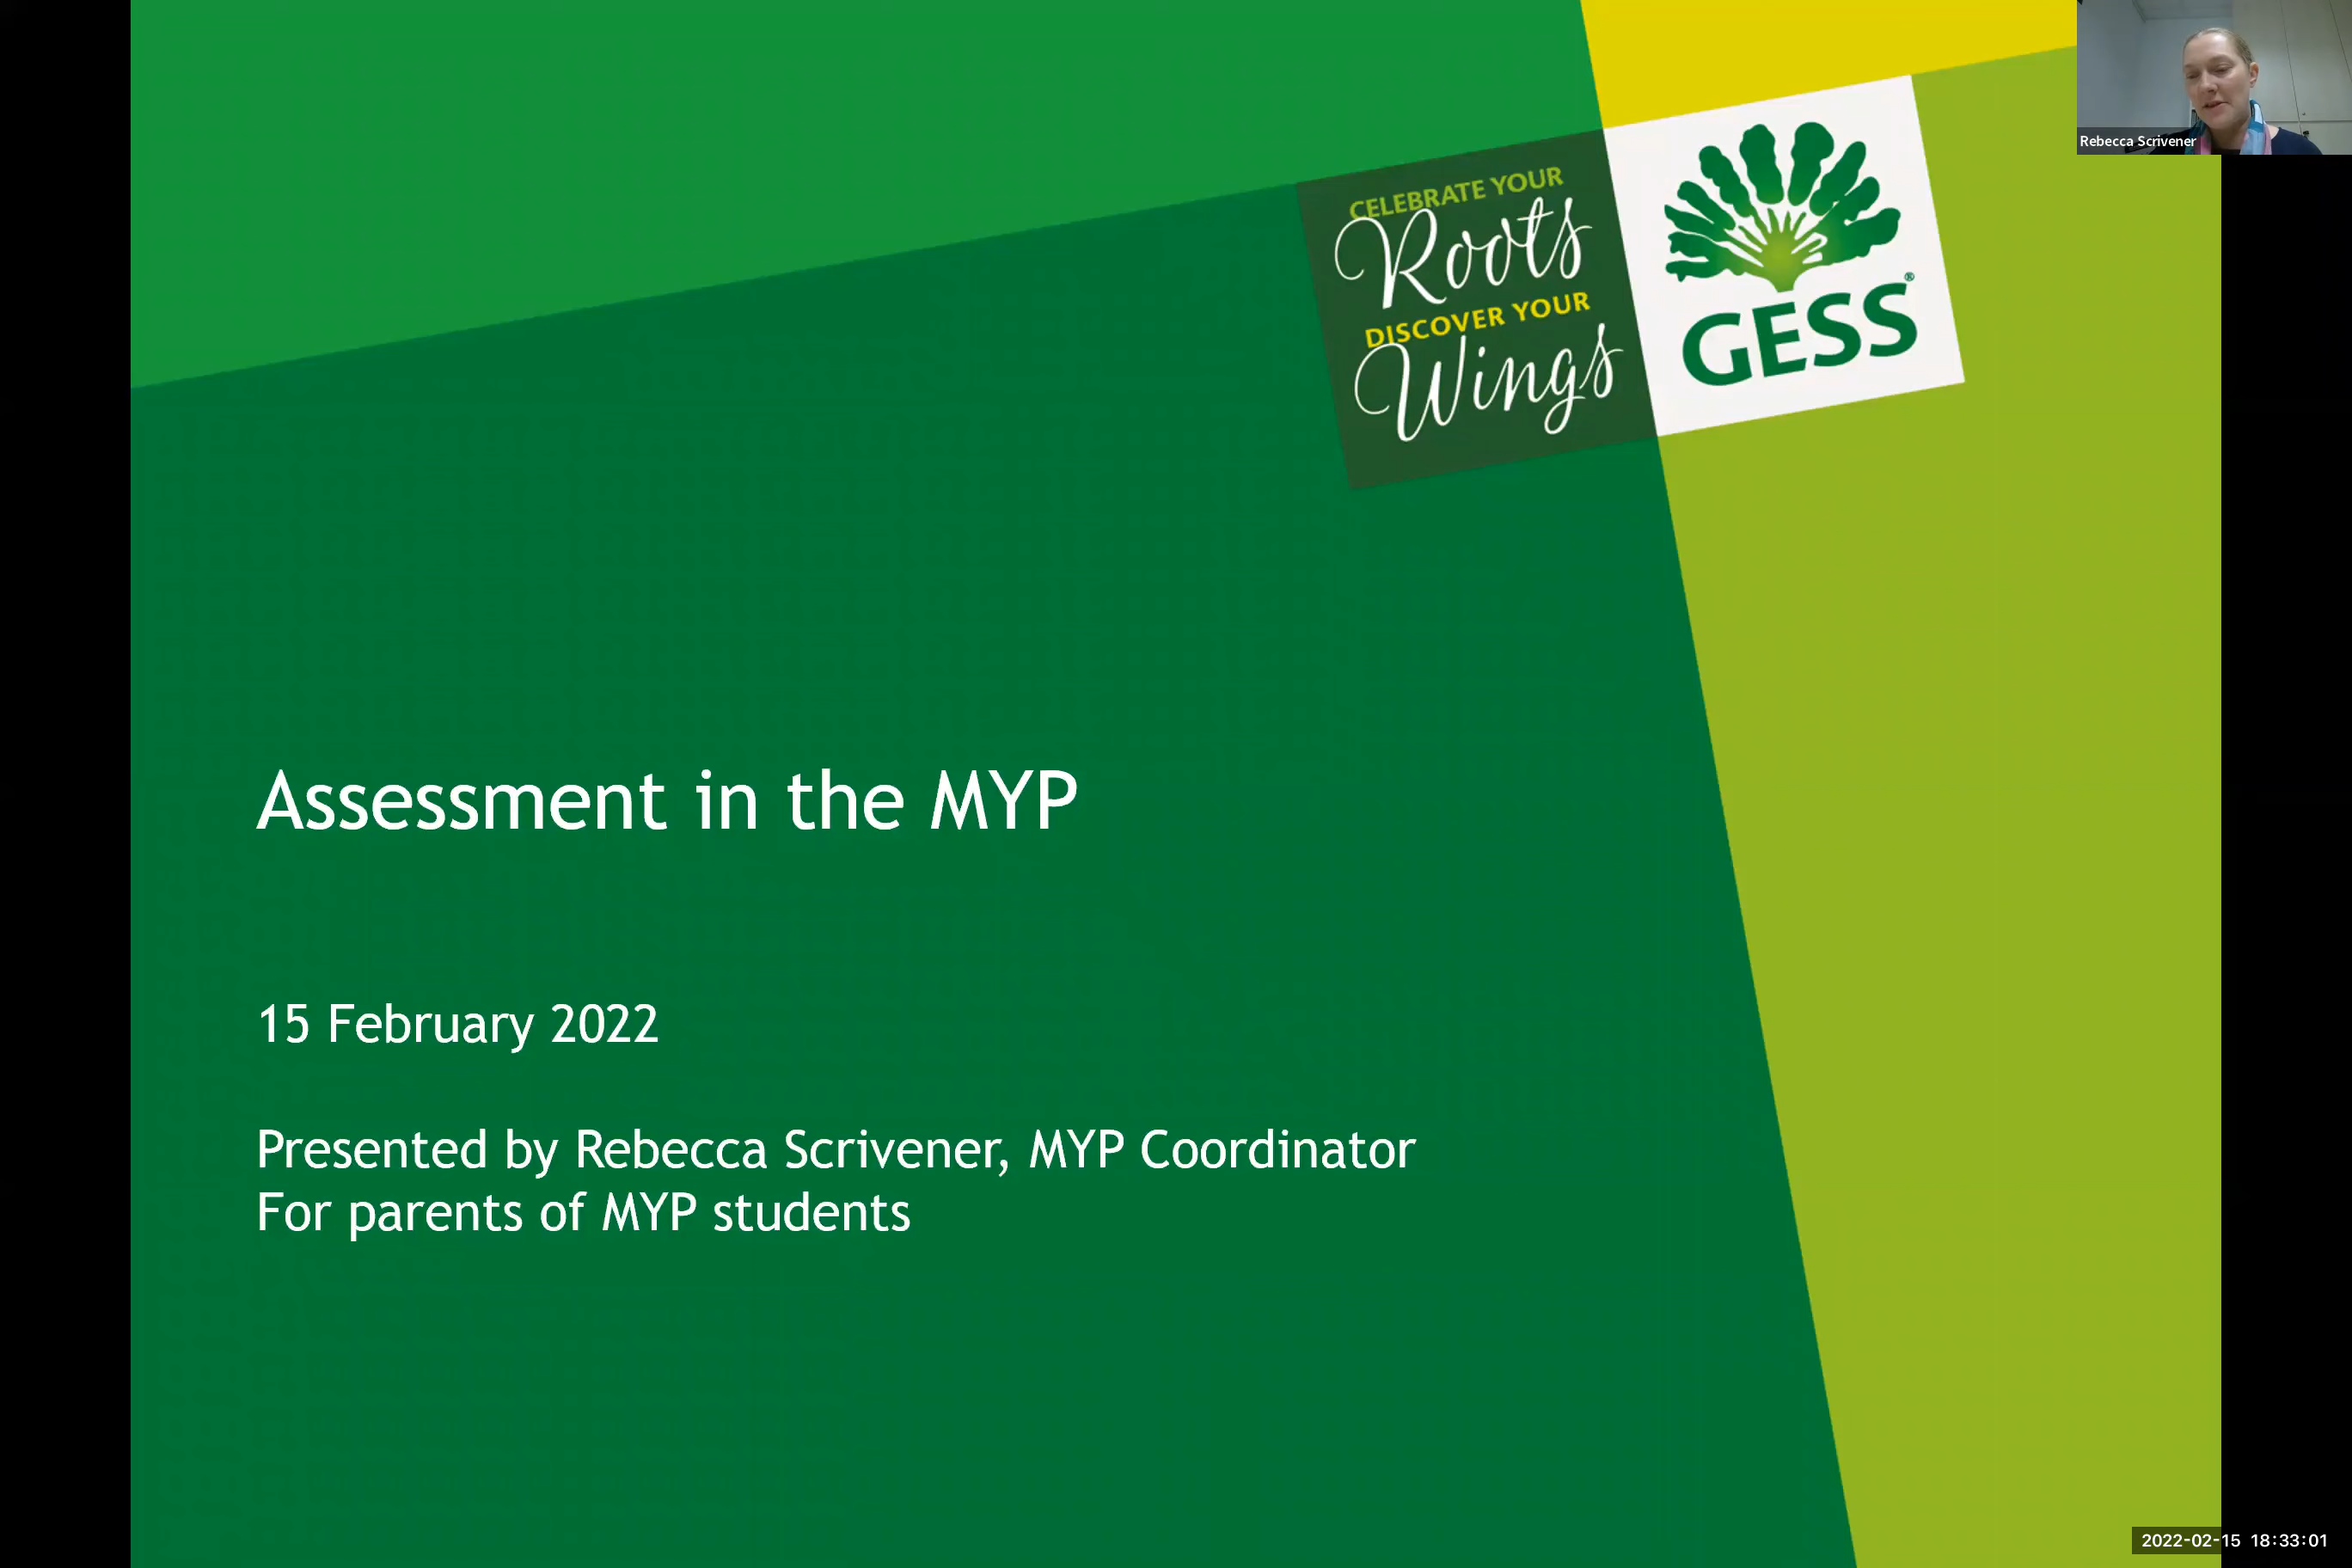 Rebecca Scrivener
CELEBRATE YOUR
Roots
DISCOVER YOUR
Wings
GESS®
Assessment in the MYP
15 February 2022
Presented by Rebecca Scrivener, MYP Coordinator
For parents of MYP students
2022-02-15 18:33:01